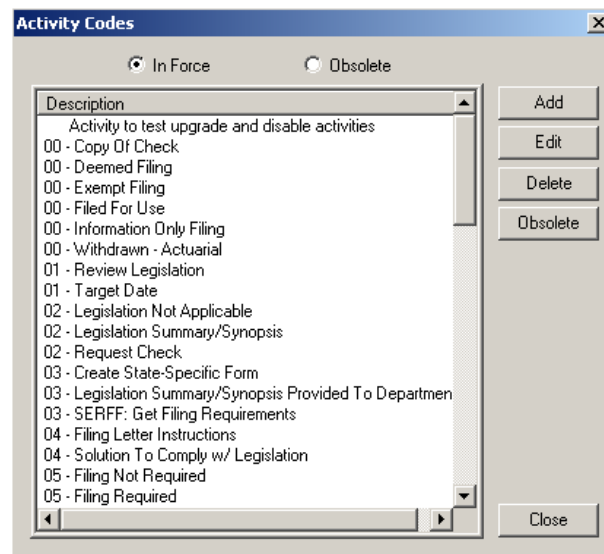 Activity Codes
In Force Obsolete
Description
Activity to test upgrade and disable activities
00 - Copy Of Check
00 - Deemed Filing
00 - Exempt Filing
00 - Filed For Use
00 - Information Only Filing
00 - Withdrawn - Actuarial
01 - Review Legislation
01 - Target Date
02 - Legislation Not Applicable
02 - Legislation Summary/Synopsis
02 - Request Check
03 - Create State-Specific Form
03 - Legislation Summary/Synopsis Provided To Departmen
03 - SERFF: Get Filing Requirements
04 - Filing Letter Instructions
04 - Solution To Comply w/ Legislation
05 - Filing Not Required
05 - Filing Required
Add
Edit
Delete
Obsolete
Close